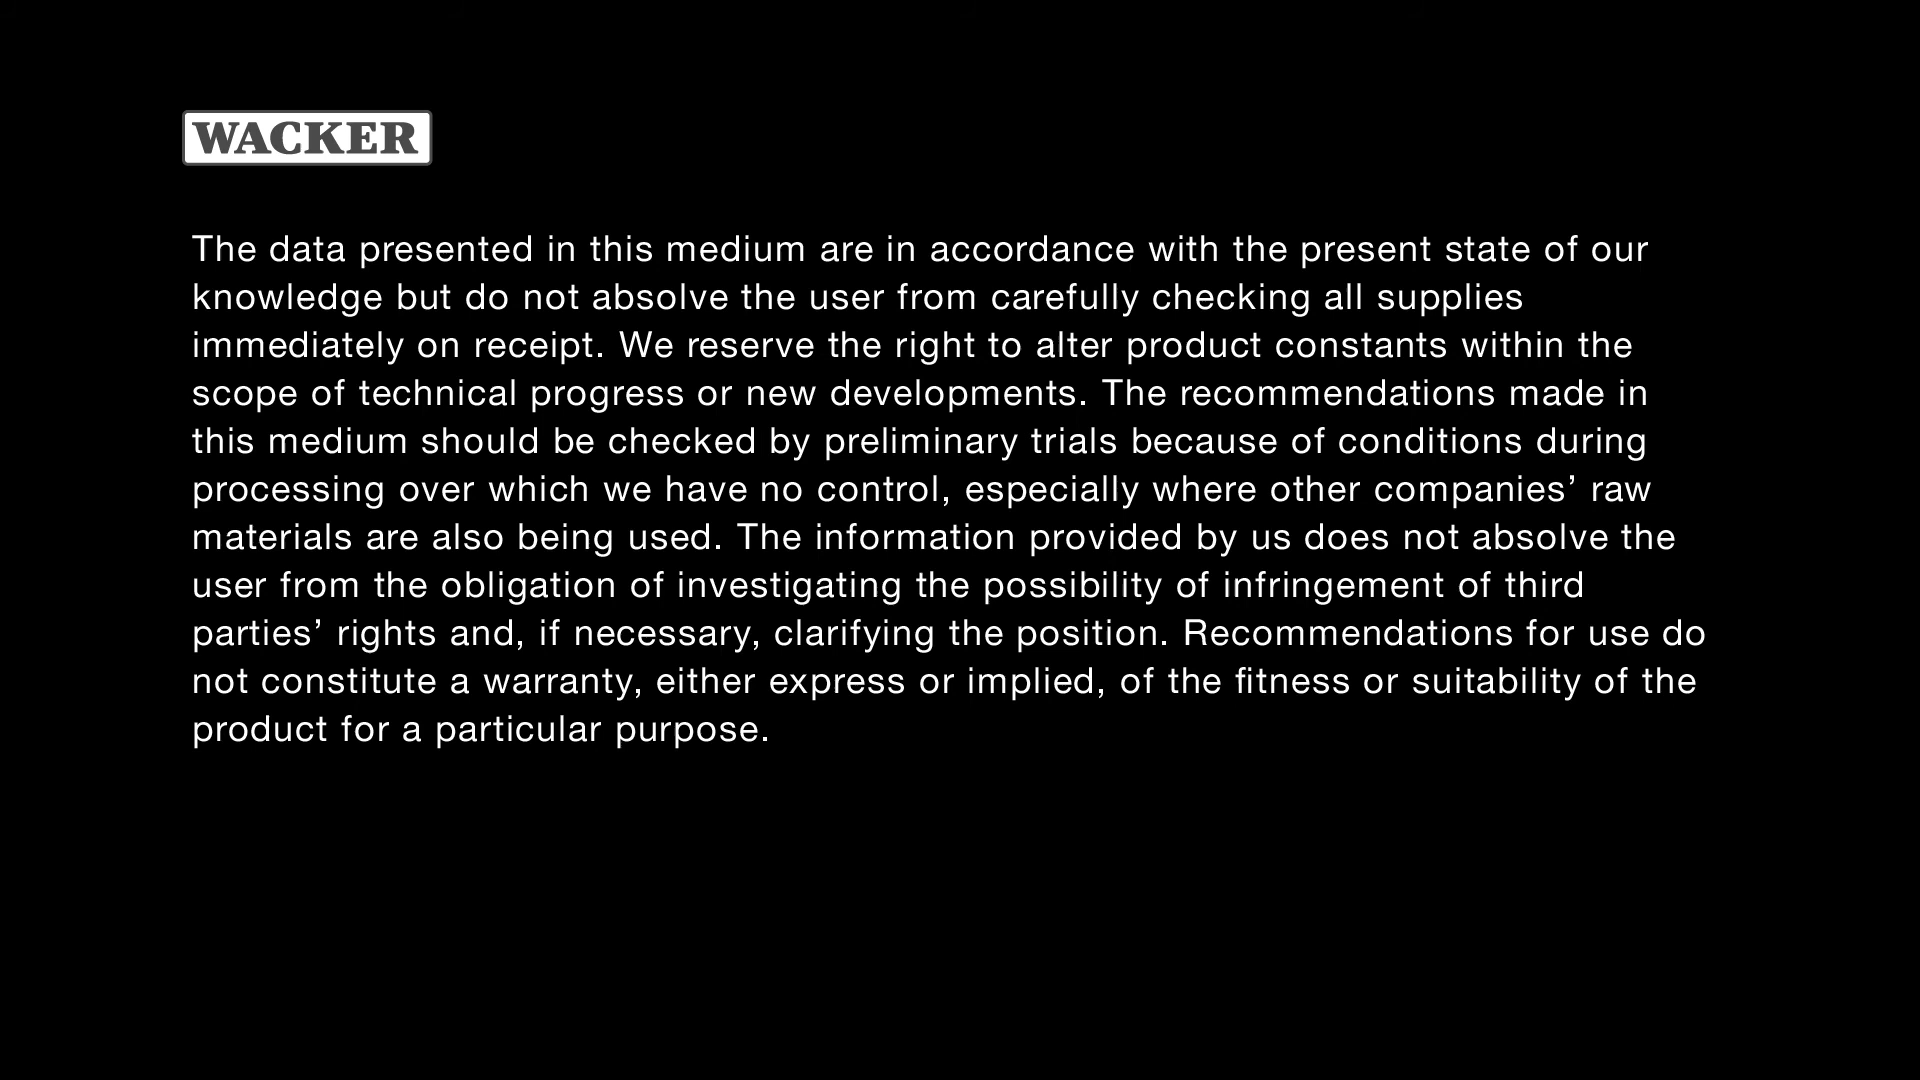 WACKER
The data presented in this medium are in accordance with the present state of our
knowledge but do not absolve the user from carefully checking all supplies
immediately on receipt. We reserve the right to alter product constants within the
scope of technical progress or new developments. The recommendations made in
this medium should be checked by preliminary trials because of conditions during
processing over which we have no control, especially where other companies’ raw
materials are also being used. The information provided by us does not absolve the
user from the obligation of investigating the possibility of infringement of third
parties’ rights and, if necessary, clarifying the position. Recommendations for use do
not constitute a warranty, either express or implied, of the fitness or suitability of the
product for a particular purpose.